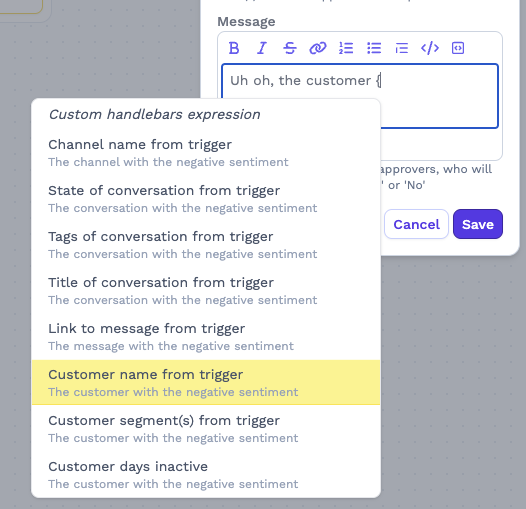 Message
Uh oh, the customer {
Custom handlebars expression
Channel name from trigger
The channel with the negative sentiment
State of conversation from trigger
The conversation with the negative sentiment
Tags of conversation from trigger
The conversation with the negative sentiment
Title of conversation from trigger
The conversation with the negative sentiment
Link to message from trigger
The message with the negative sentiment
Customer name from trigger
The customer with the negative sentiment
Customer segment(s) from trigger
The customer with the negative sentiment
Customer days inactive
The customer with the negative sentiment
approvers, who will
' or 'No'
Cancel Save